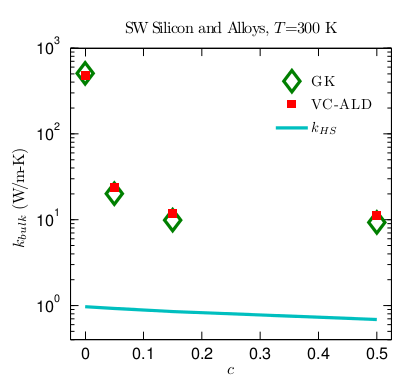 SW Silicon and Alloys, T=300 K
10^3
10^2
10^1
10^0
k_bulk (W/m-K)
GK
VC-ALD
k_HS
0 0.1 0.2 0.3 0.4 0.5
c